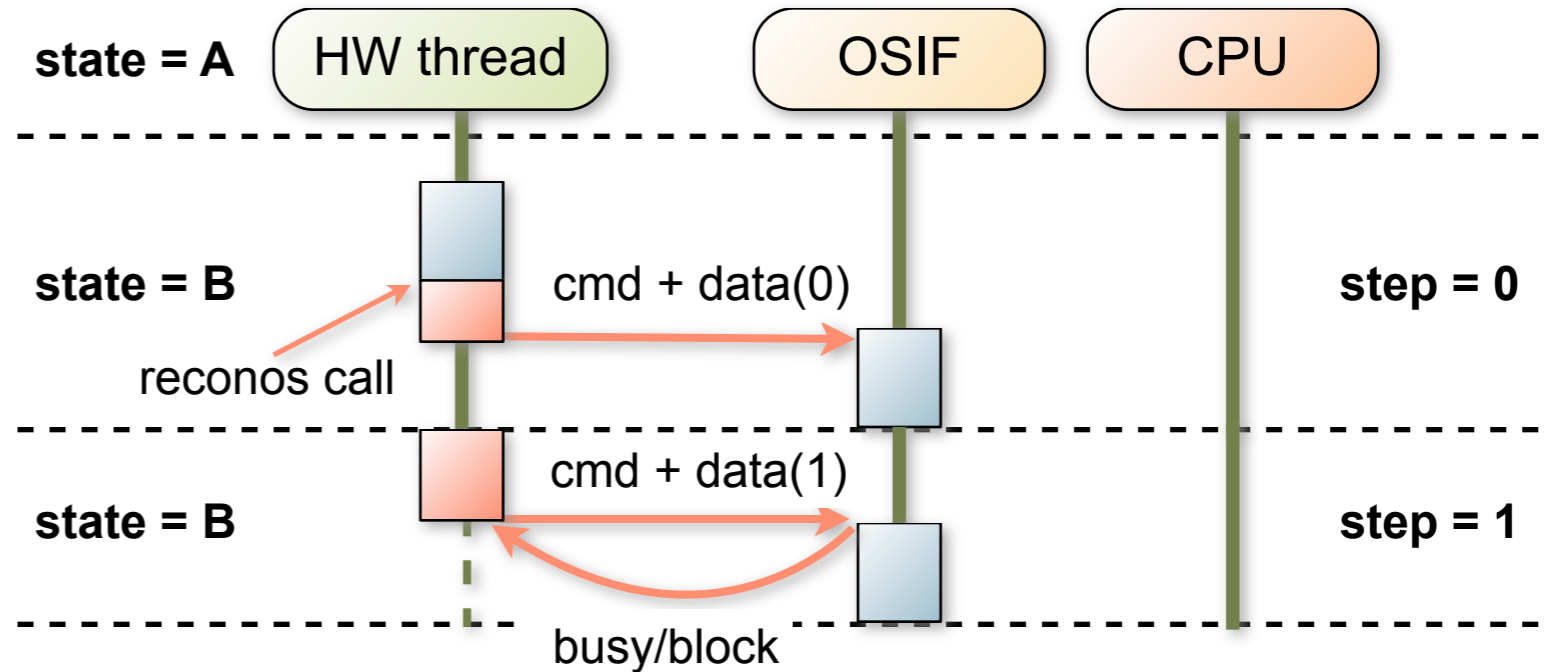 state = A
HW thread
OSIF
CPU
state = B
cmd + data(0)
step = 0
reconos call
cmd + data(1)
state = B
step = 1
busy/block